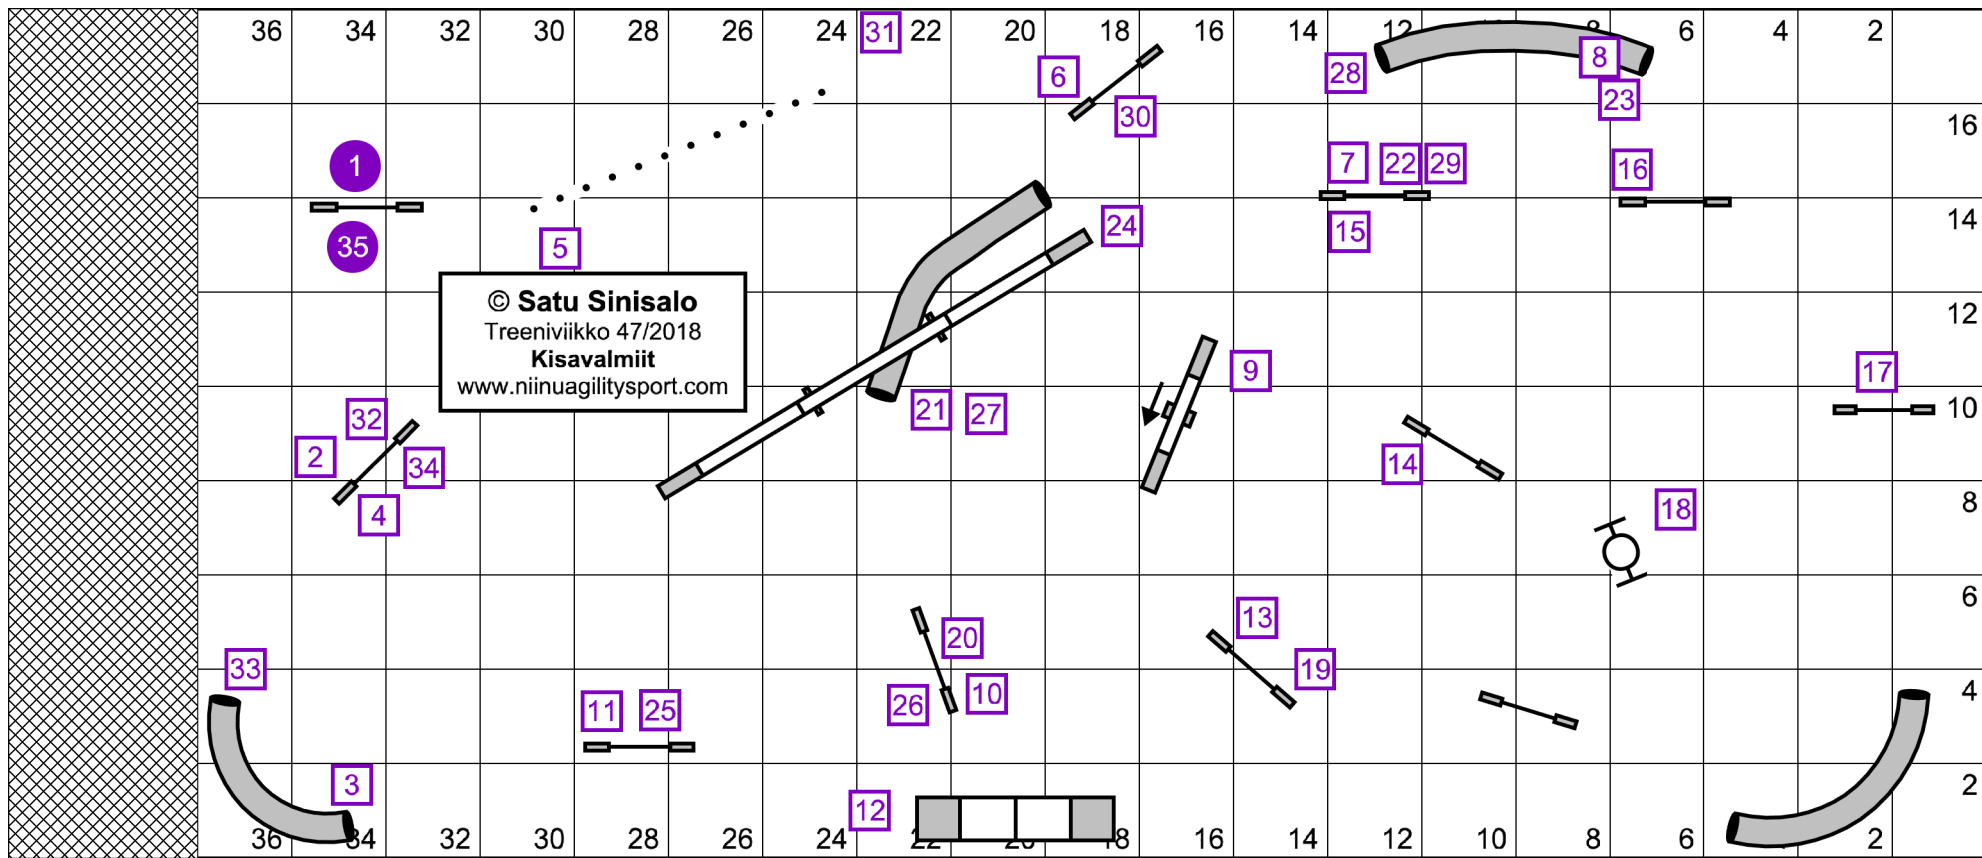 36 34 32 30 28 26 24 31 22 20 18 16 14 12 10 8 6 4 2
6 28 8
23
30 16
1 7 22 29 16
35 5 15 24 14
© Satu Sinisalo
Treeniviikko 47/2018
Kisavalmiit
www.niinuagilitysport.com
12
9 17
32 21 27 10
2 34 14
4 18 8
13 6
20
33 19
26 10 4
11 25
3 12 2
36 34 32 30 28 26 24 22 20 18 16 14 12 10 8 6 4 2